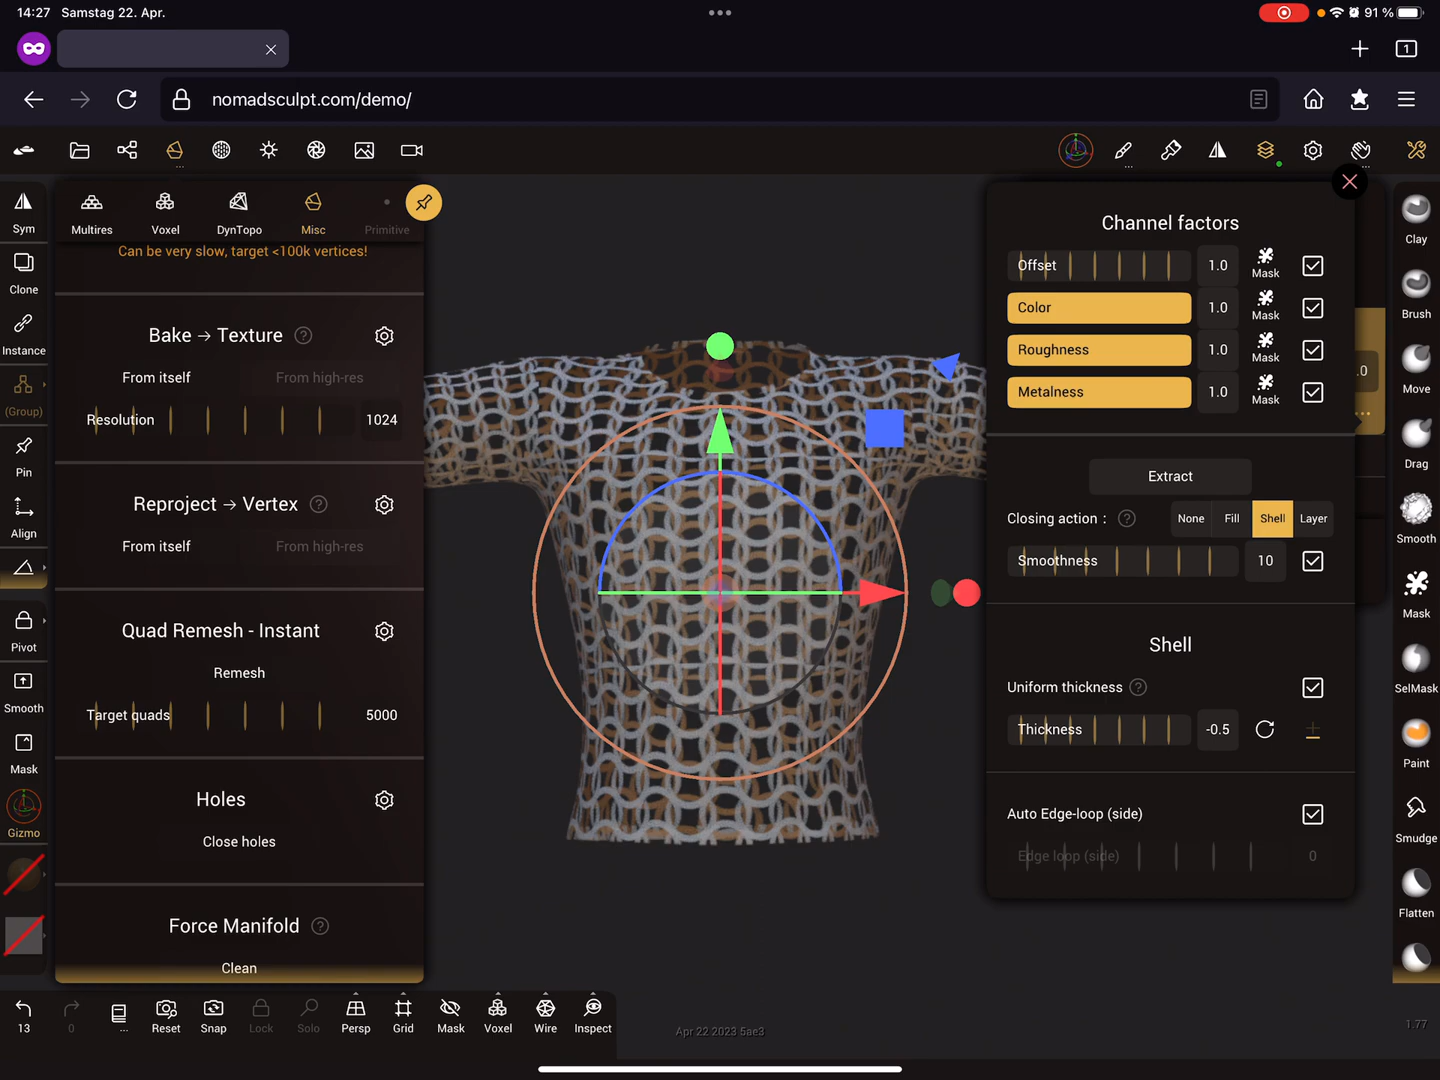 14:27 Samstag 22. Apr.
91 %
1
nomadsculpt.com/demo/
Sym
Clone
Instance
(Group)
Pin
Align
Pivot
Smooth
Mask
Gizmo
Multires
Voxel
DynTopo
Misc
Primitive
Can be very slow, target <100k vertices!
Bake → Texture ?
From itself From high-res
Resolution 1024
Reproject → Vertex ?
From itself From high-res
Quad Remesh - Instant
Remesh
Target quads 5000
Holes
Close holes
Force Manifold ?
Clean
Channel factors
Offset 1.0 Mask
Color 1.0 Mask
Roughness 1.0 Mask
Metalness 1.0 Mask
.0
Extract
Closing action : ? None Fill Shell Layer
Smoothness 10
Shell
Uniform thickness ?
Thickness -0.5
Auto Edge-loop (side)
Edge loop (side) 0
Clay
Brush
Move
Drag
Smooth
Mask
SelMask
Paint
Smudge
Flatten
13
0
Reset
Snap
Lock
Solo
Persp
Grid
Mask
Voxel
Wire
Inspect
Apr 22 2023 5ae3
1.77